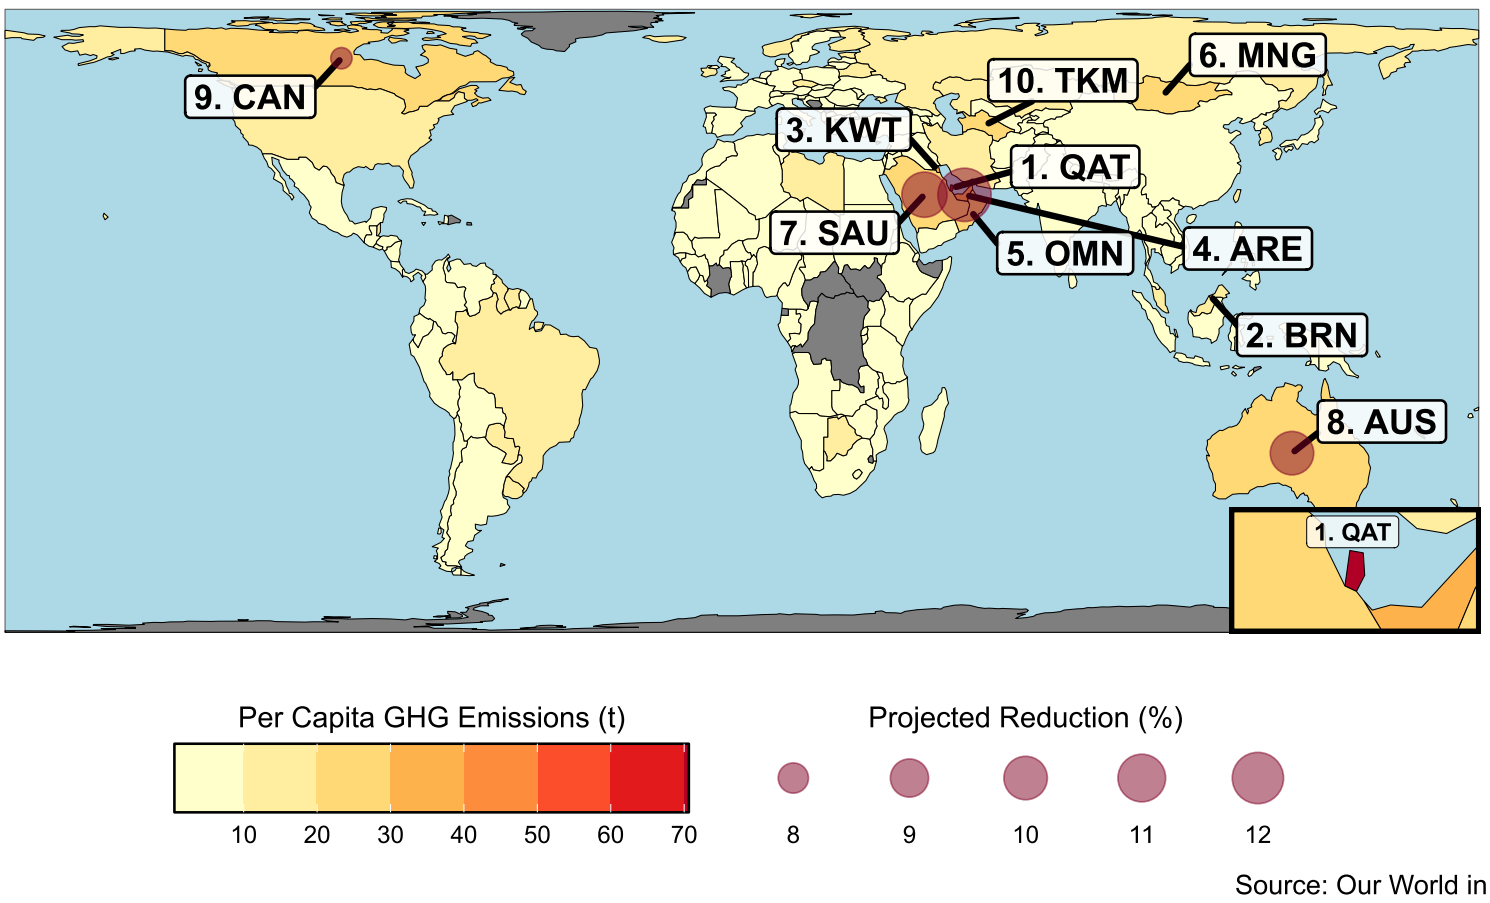 6. MNG
10. TKM
9. CAN
3. KWT
1. QAT
7. SAU
5. OMN
4. ARE
2. BRN
8. AUS
1. QAT
Per Capita GHG Emissions (t)
10 20 30 40 50 60 70
Projected Reduction (%)
8 9 10 11 12
Source: Our World in